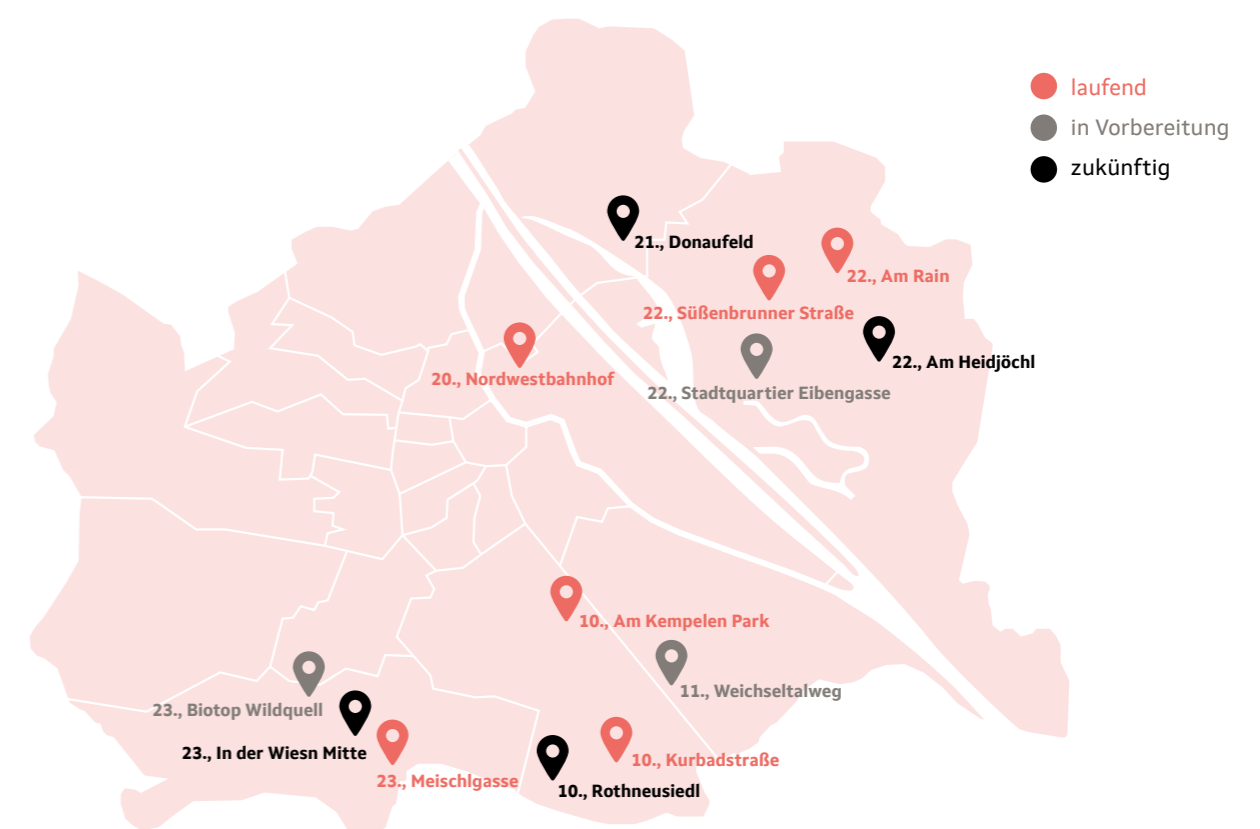 laufend
in Vorbereitung
zukünftig
21., Donaufeld
22., Am Rain
22., Süßenbrunner Straße
22., Am Heidjöchl
20., Nordwestbahnhof
22., Stadtquartier Eibengasse
10., Am Kempelen Park
11., Weichseltalweg
23., Biotop Wildquell
23., In der Wiesn Mitte
10., Kurbadstraße
23., Meischlgasse
10., Rothneusiedl